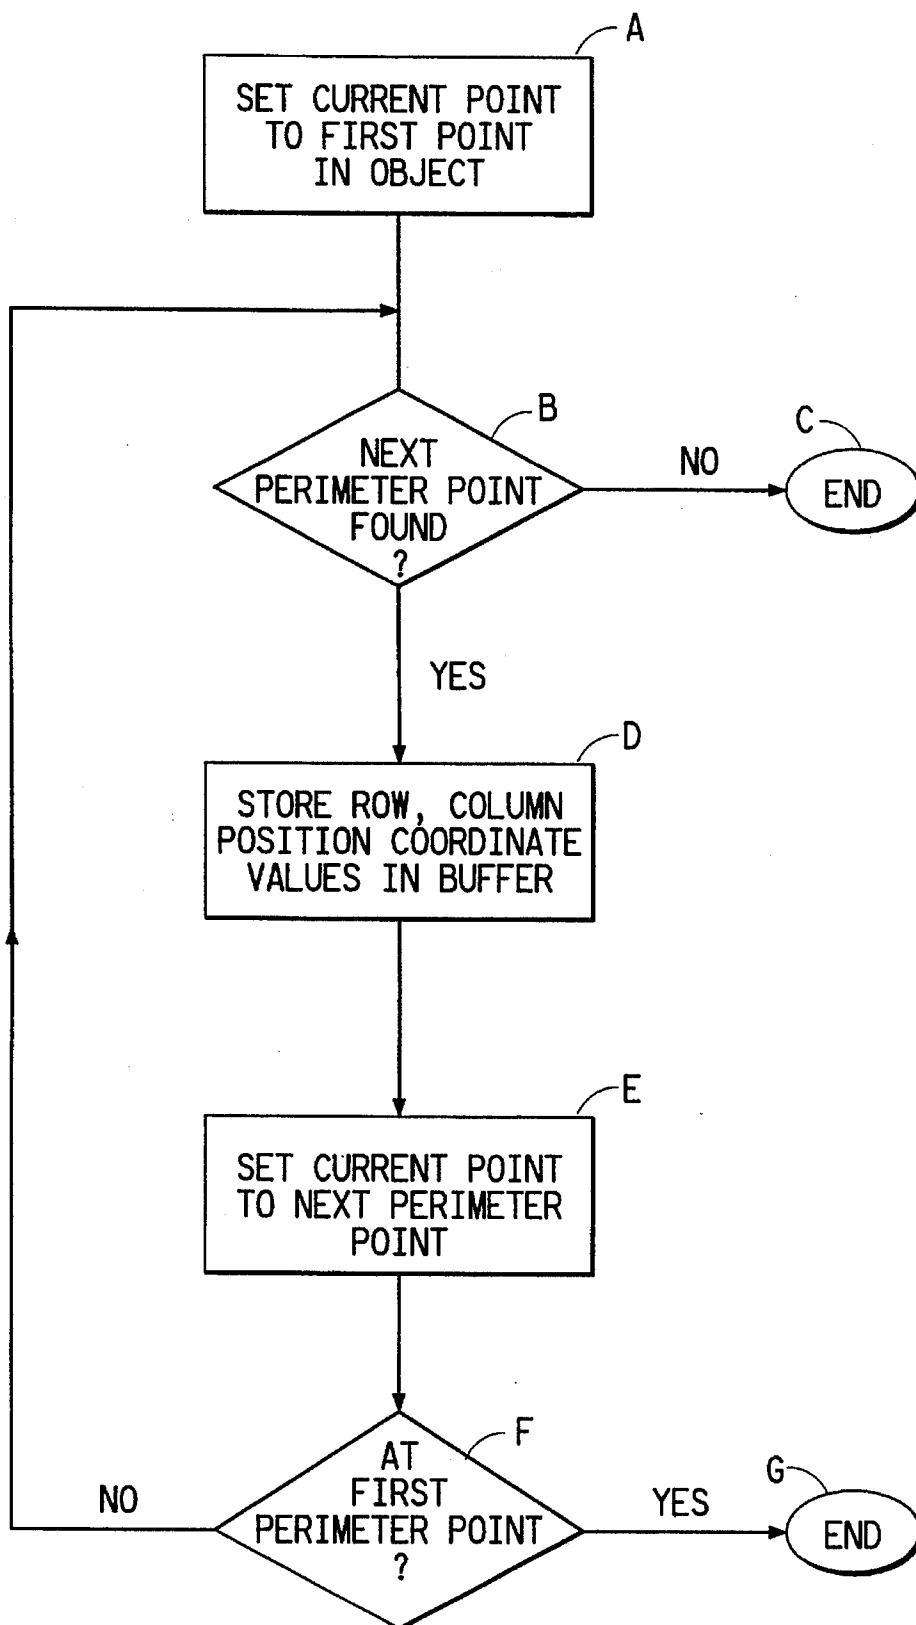 A
SET CURRENT POINT
TO FIRST POINT
IN OBJECT
B
NEXT
PERIMETER POINT
FOUND
?
NO
C
END
YES
D
STORE ROW, COLUMN
POSITION COORDINATE
VALUES IN BUFFER
E
SET CURRENT POINT
TO NEXT PERIMETER
POINT
F
AT
FIRST
PERIMETER POINT
?
NO
YES
G
END